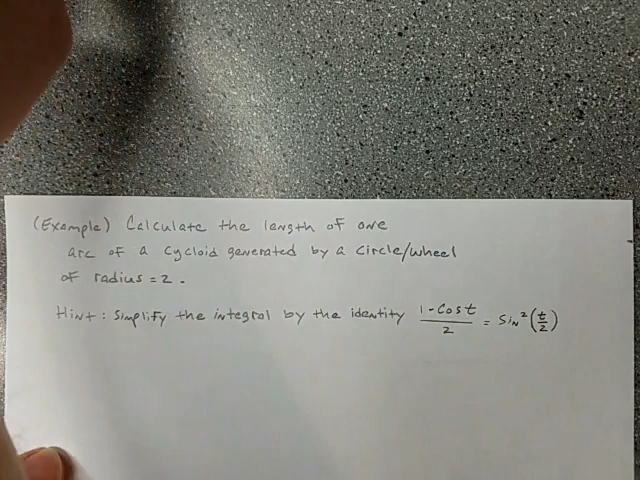 (Example) Calculate the length of one
arc of a cycloid generated by a circle/wheel
of radius = 2.
Hint: Simplify the integral by the identity (1 - Cos t)/2 = Sin²(t/2)